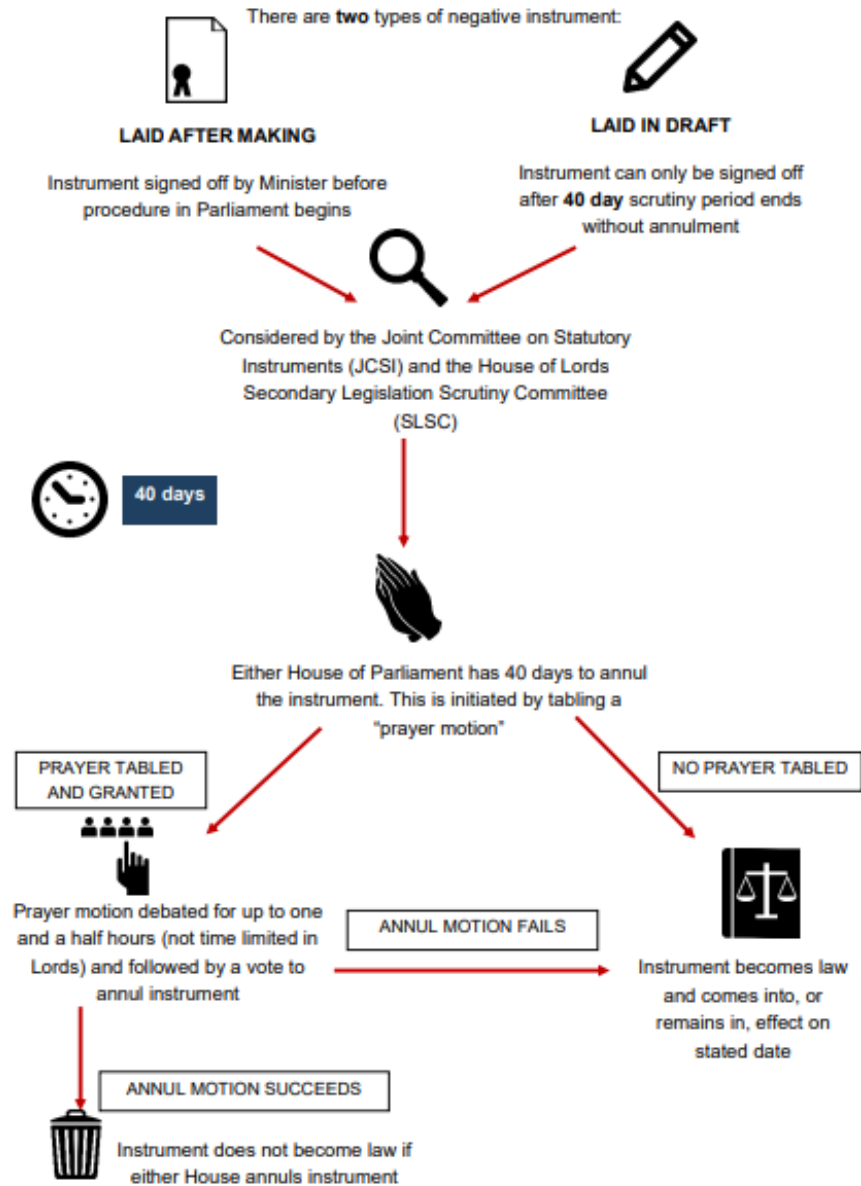 There are two types of negative instrument:
LAID AFTER MAKING
Instrument signed off by Minister before
procedure in Parliament begins
LAID IN DRAFT
Instrument can only be signed off
after 40 day scrutiny period ends
without annulment
Considered by the Joint Committee on Statutory
Instruments (JCSI) and the House of Lords
Secondary Legislation Scrutiny Committee
(SLSC)
40 days
Either House of Parliament has 40 days to annul
the instrument. This is initiated by tabling a
“prayer motion”
PRAYER TABLED
AND GRANTED
NO PRAYER TABLED
Prayer motion debated for up to one
and a half hours (not time limited in
Lords) and followed by a vote to
annul instrument
ANNUL MOTION FAILS
Instrument becomes law
and comes into, or
remains in, effect on
stated date
ANNUL MOTION SUCCEEDS
Instrument does not become law if
either House annuls instrument